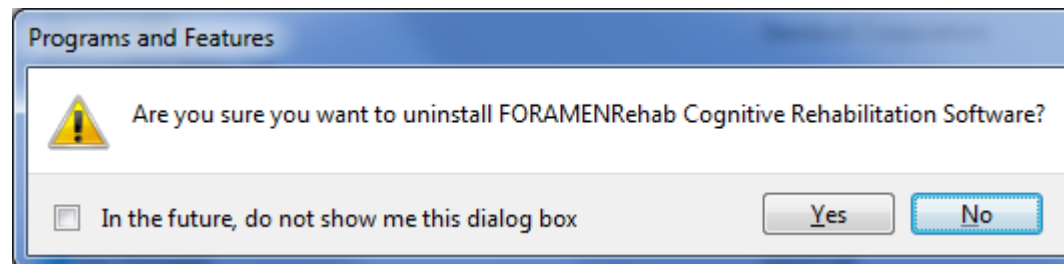 Programs and Features
Are you sure you want to uninstall FORAMENRehab Cognitive Rehabilitation Software?
In the future, do not show me this dialog box
Yes
No